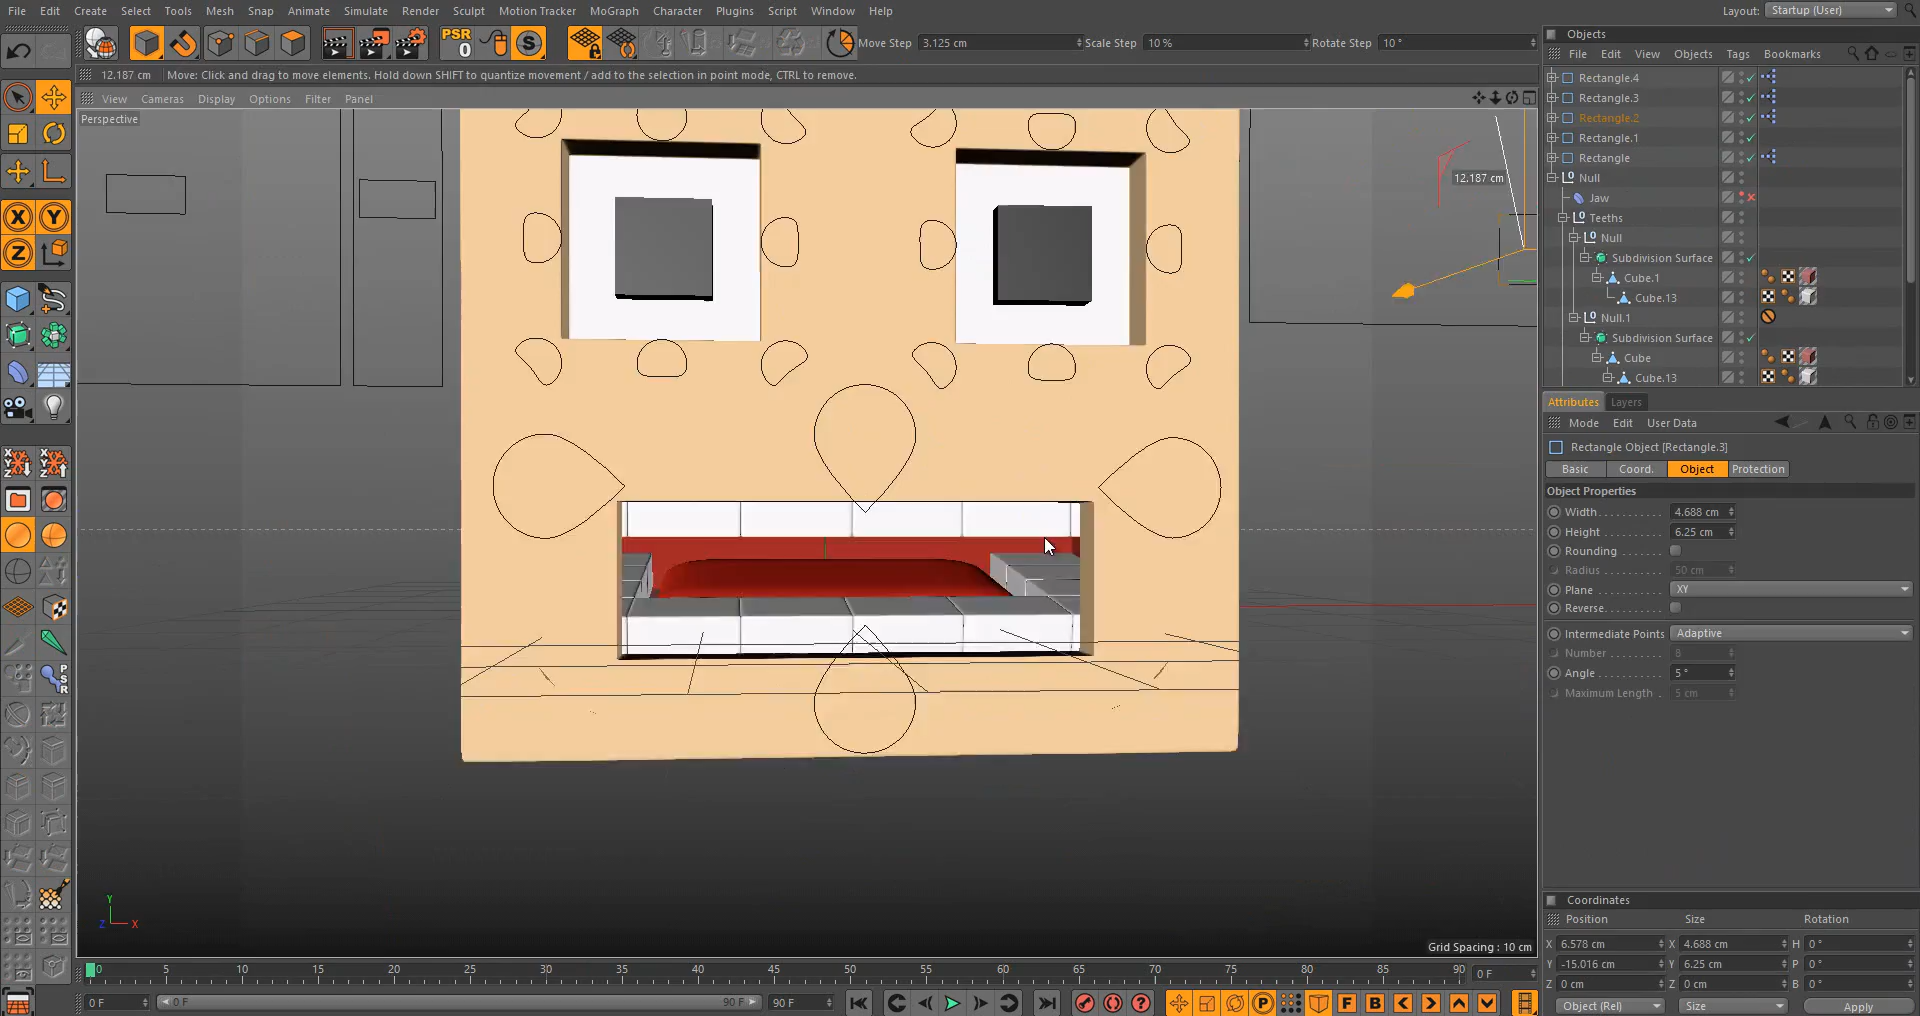 File Edit Create Select Tools Mesh Snap Animate Simulate Render Sculpt Motion Tracker MoGraph Character Plugins Script Window Help
Layout: Startup (User)
PSR
0
Move Step 3.125 cm Scale Step 10 % Rotate Step 10 °
12.187 cm Move: Click and drag to move elements. Hold down SHIFT to quantize movement / add to the selection in point mode, CTRL to remove.
View Cameras Display Options Filter Panel
Perspective
12.187 cm
X Y
Z
P
S
R
Y
Z X
Grid Spacing : 10 cm
Objects
File Edit View Objects Tags Bookmarks
Rectangle.4
Rectangle.3
Rectangle.2
Rectangle.1
Rectangle
Null
Jaw
Teeths
Null
Subdivision Surface
Cube.1
Cube.13
Null.1
Subdivision Surface
Cube
Cube.13
Attributes Layers
Mode Edit User Data
Rectangle Object [Rectangle.3]
Basic Coord. Object Protection
Object Properties
Width 4.688 cm
Height 6.25 cm
Rounding
Radius 50 cm
Plane XY
Reverse
Intermediate Points Adaptive
Number 8
Angle 5 °
Maximum Length 5 cm
Coordinates
Position Size Rotation
X 6.578 cm X 4.688 cm H 0 °
Y -15.016 cm Y 6.25 cm P 0 °
Z 0 cm Z 0 cm B 0 °
Object (Rel) Size Apply
0 5 10 15 20 25 30 35 40 45 50 55 60 65 70 75 80 85 90 0 F
0 F 0 F 90 F 90 F
P F B